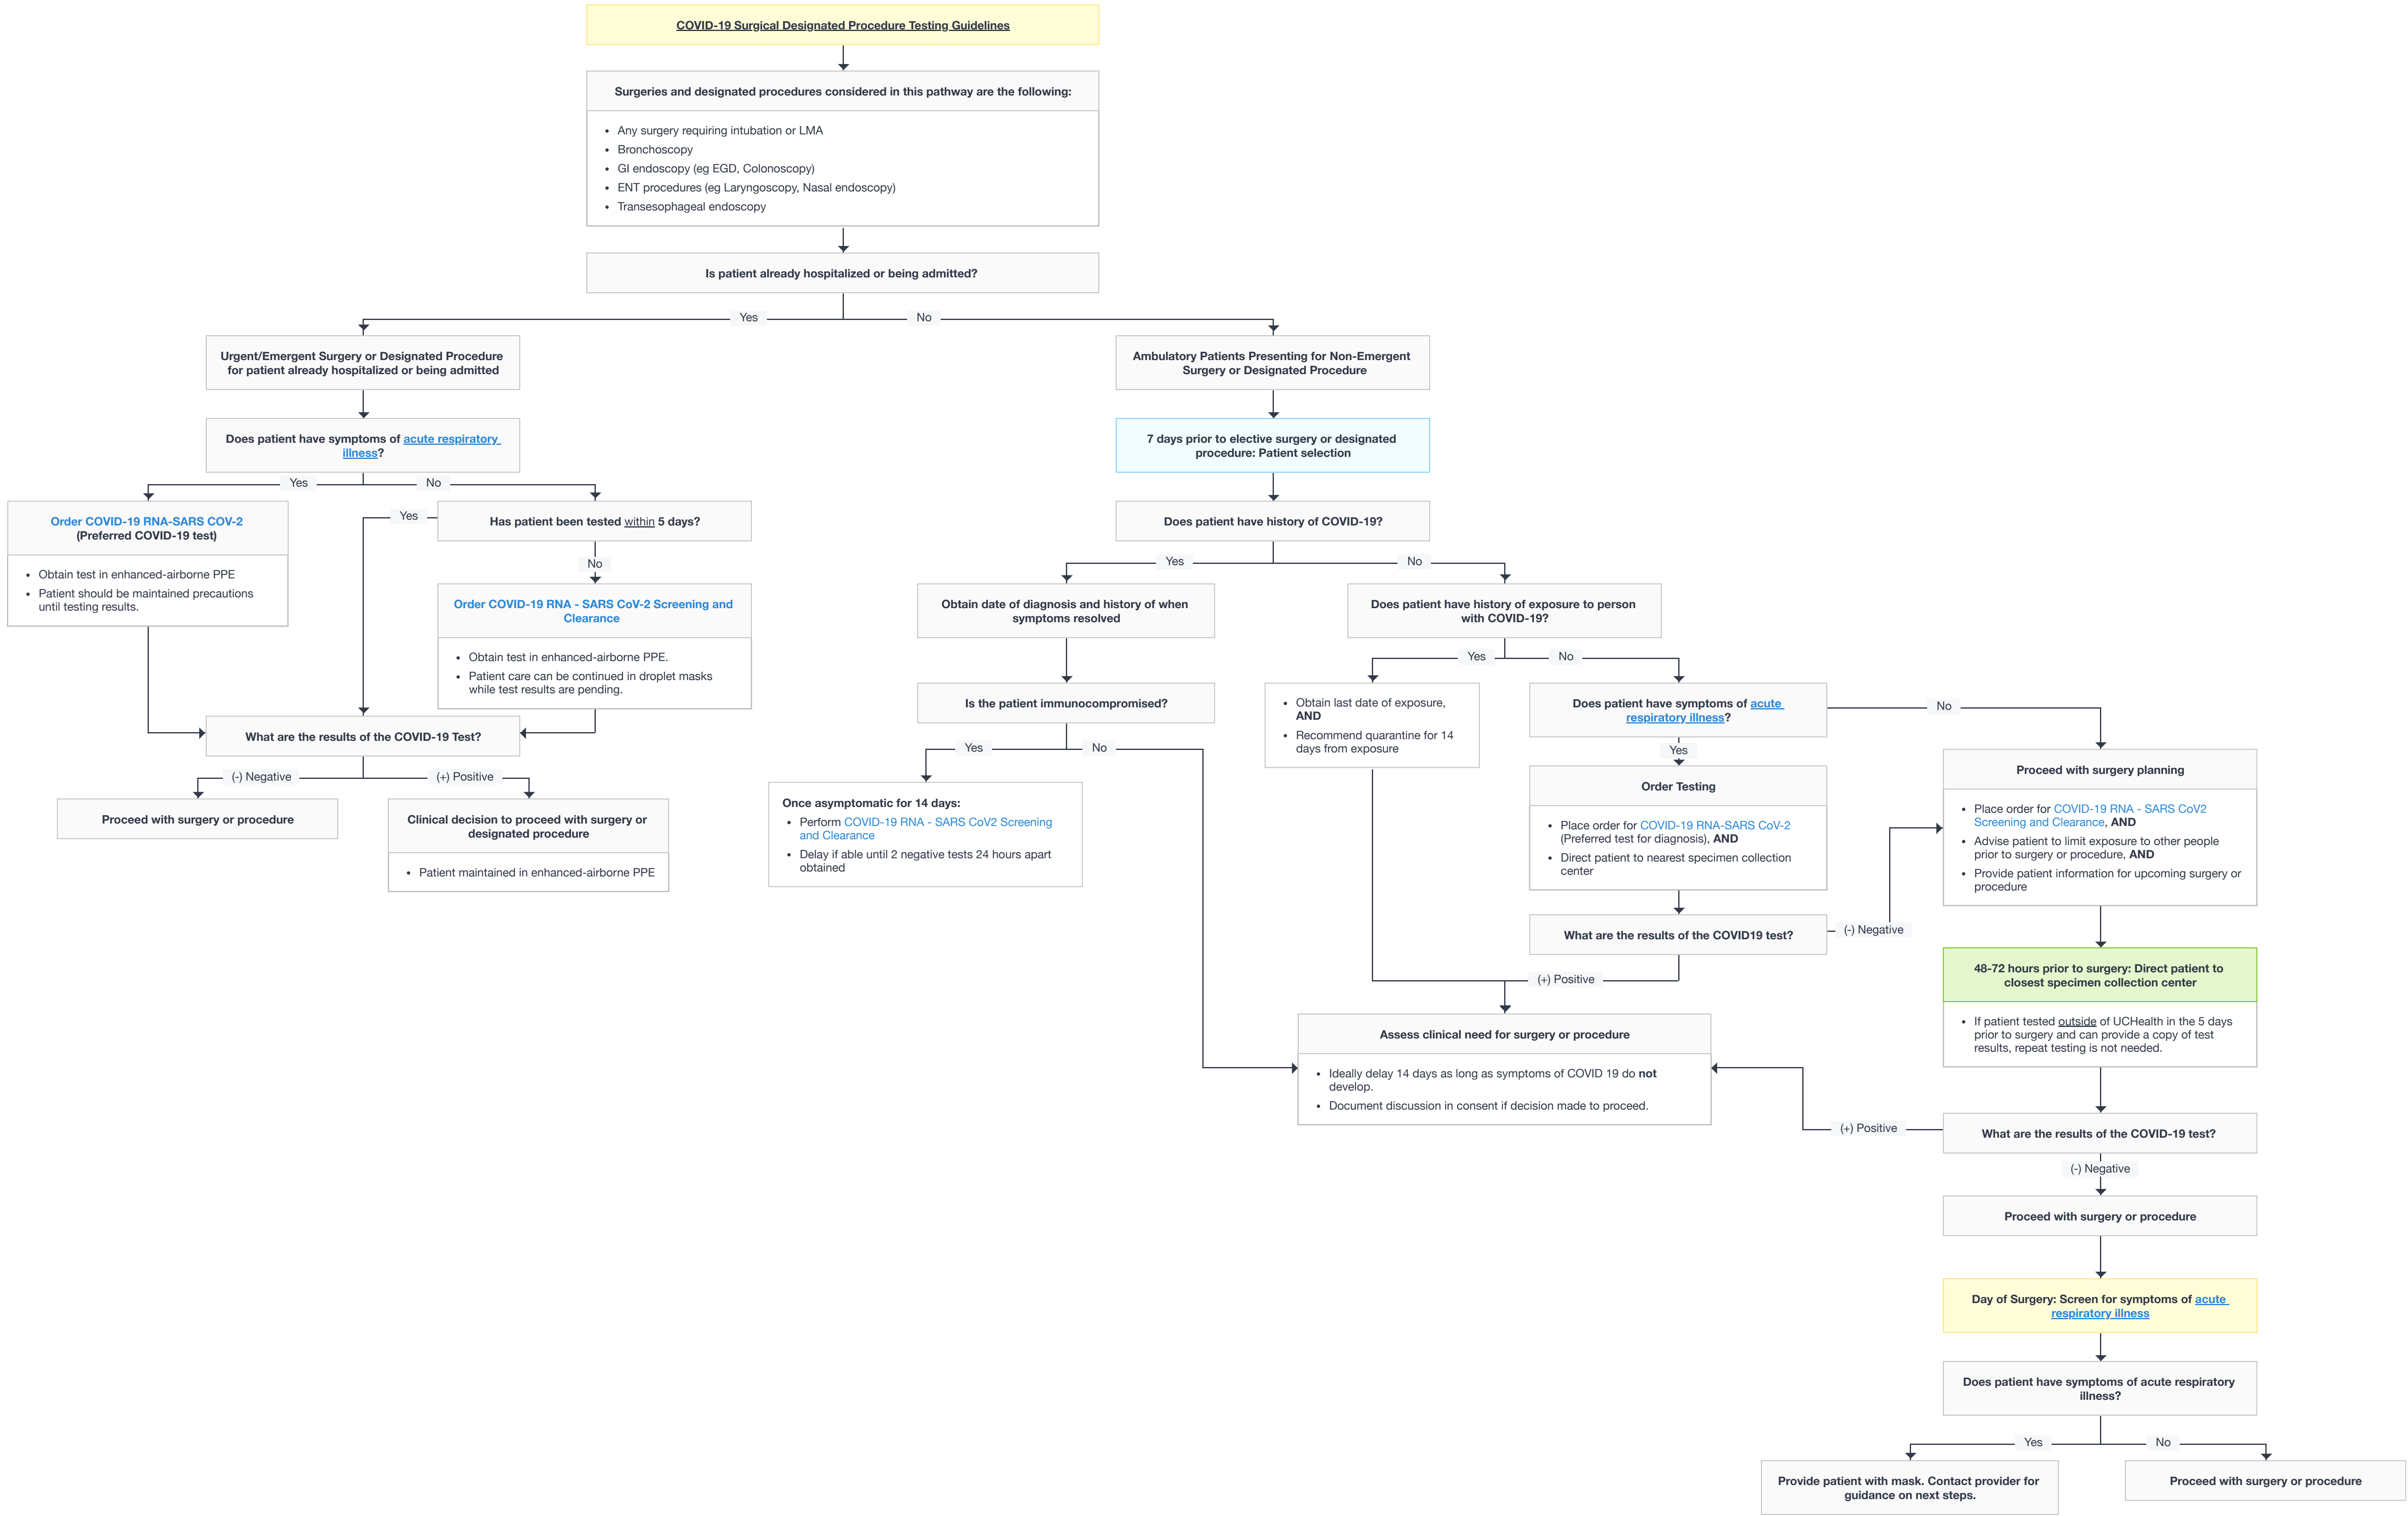 COVID-19 Surgical Designated Procedure Testing Guidelines
Surgeries and designated procedures considered in this pathway are the following:
• Any surgery requiring intubation or LMA
• Bronchoscopy
• GI endoscopy (eg EGD, Colonoscopy)
• ENT procedures (eg Laryngoscopy, Nasal endoscopy)
• Transesophageal endoscopy
Is patient already hospitalized or being admitted?
Yes
No
Urgent/Emergent Surgery or Designated Procedure
for patient already hospitalized or being admitted
Does patient have symptoms of acute respiratory
illness?
Yes
No
Order COVID-19 RNA-SARS COV-2
(Preferred COVID-19 test)
• Obtain test in enhanced-airborne PPE
• Patient should be maintained precautions
until testing results.
Yes
Has patient been tested within 5 days?
No
Order COVID-19 RNA - SARS CoV-2 Screening and
Clearance
• Obtain test in enhanced-airborne PPE.
• Patient care can be continued in droplet masks
while test results are pending.
What are the results of the COVID-19 Test?
(-) Negative
(+) Positive
Proceed with surgery or procedure
Clinical decision to proceed with surgery or
designated procedure
• Patient maintained in enhanced-airborne PPE
Ambulatory Patients Presenting for Non-Emergent
Surgery or Designated Procedure
7 days prior to elective surgery or designated
procedure: Patient selection
Does patient have history of COVID-19?
Yes
No
Obtain date of diagnosis and history of when
symptoms resolved
Is the patient immunocompromised?
Yes
No
Once asymptomatic for 14 days:
• Perform COVID-19 RNA - SARS CoV2 Screening
and Clearance
• Delay if able until 2 negative tests 24 hours apart
obtained
Does patient have history of exposure to person
with COVID-19?
Yes
No
• Obtain last date of exposure,
AND
• Recommend quarantine for 14
days from exposure
Does patient have symptoms of acute
respiratory illness?
No
Yes
Order Testing
• Place order for COVID-19 RNA-SARS CoV-2
(Preferred test for diagnosis), AND
• Direct patient to nearest specimen collection
center
What are the results of the COVID19 test?
(-) Negative
(+) Positive
Assess clinical need for surgery or procedure
• Ideally delay 14 days as long as symptoms of COVID 19 do not
develop.
• Document discussion in consent if decision made to proceed.
Proceed with surgery planning
• Place order for COVID-19 RNA - SARS CoV2
Screening and Clearance, AND
• Advise patient to limit exposure to other people
prior to surgery or procedure, AND
• Provide patient information for upcoming surgery or
procedure
48-72 hours prior to surgery: Direct patient to
closest specimen collection center
• If patient tested outside of UCHealth in the 5 days
prior to surgery and can provide a copy of test
results, repeat testing is not needed.
(+) Positive
What are the results of the COVID-19 test?
(-) Negative
Proceed with surgery or procedure
Day of Surgery: Screen for symptoms of acute
respiratory illness
Does patient have symptoms of acute respiratory
illness?
Yes
No
Provide patient with mask. Contact provider for
guidance on next steps.
Proceed with surgery or procedure